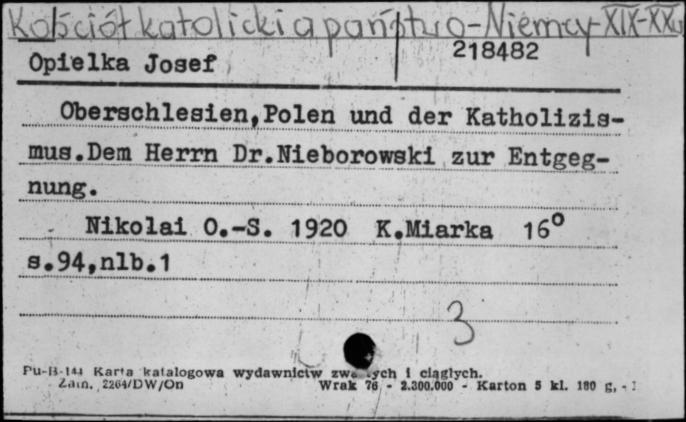 Kościół katolicki a państwo - Niemcy - XIX-XXw
218482
Opielka Josef
Oberschlesien,Polen und der Katholizis-
mus.Dem Herrn Dr.Nieborowski zur Entgeg-
nung.
Nikolai O.-S. 1920 K.Miarka 16°
s.94,nlb.1
3
Pu-B-144 Karta katalogowa wydawnictw i ciągłych.
Zam. 2264/DW/On Wrak 76 - 2.300.000 - Karton 5 kl. 180 g, -